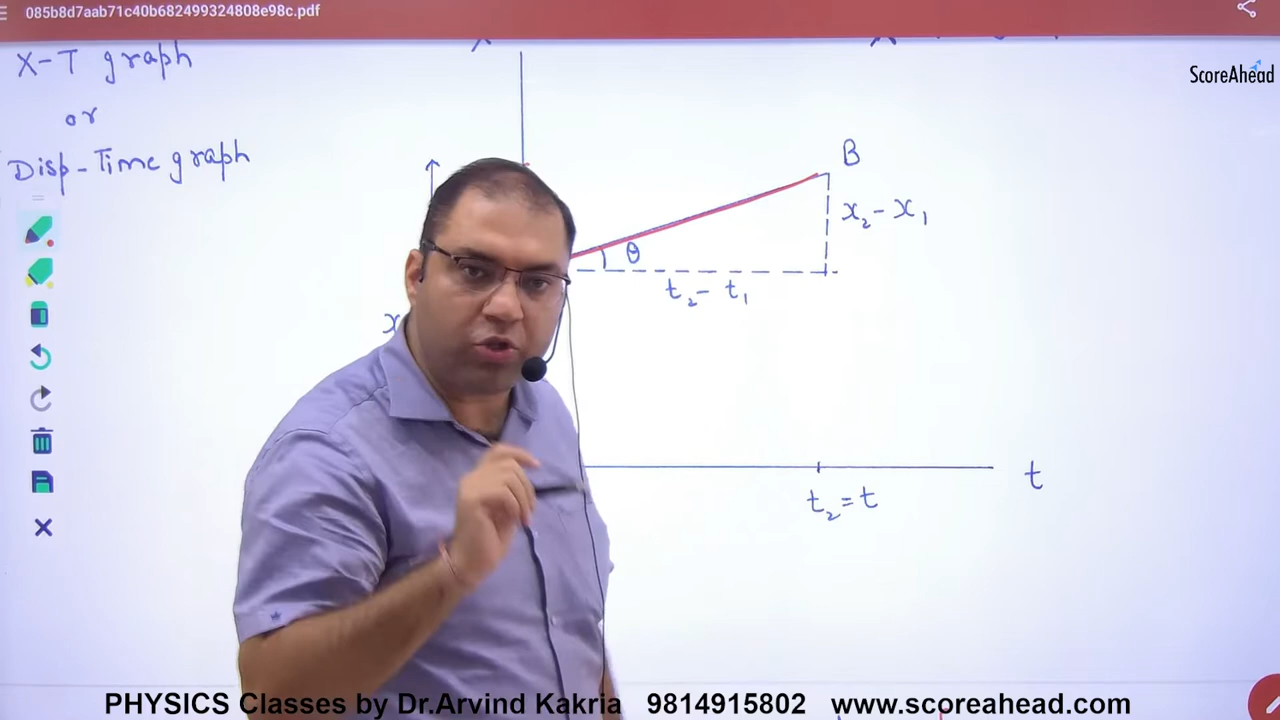 085b8d7aab71c40b682499324808e98c.pdf
X-T graph
or
Disp-Time graph
ScoreAhead
B
x₂-x₁
θ
t₂-t₁
x
t
t₂=t
PHYSICS Classes by Dr.Arvind Kakria 9814915802 www.scoreahead.com